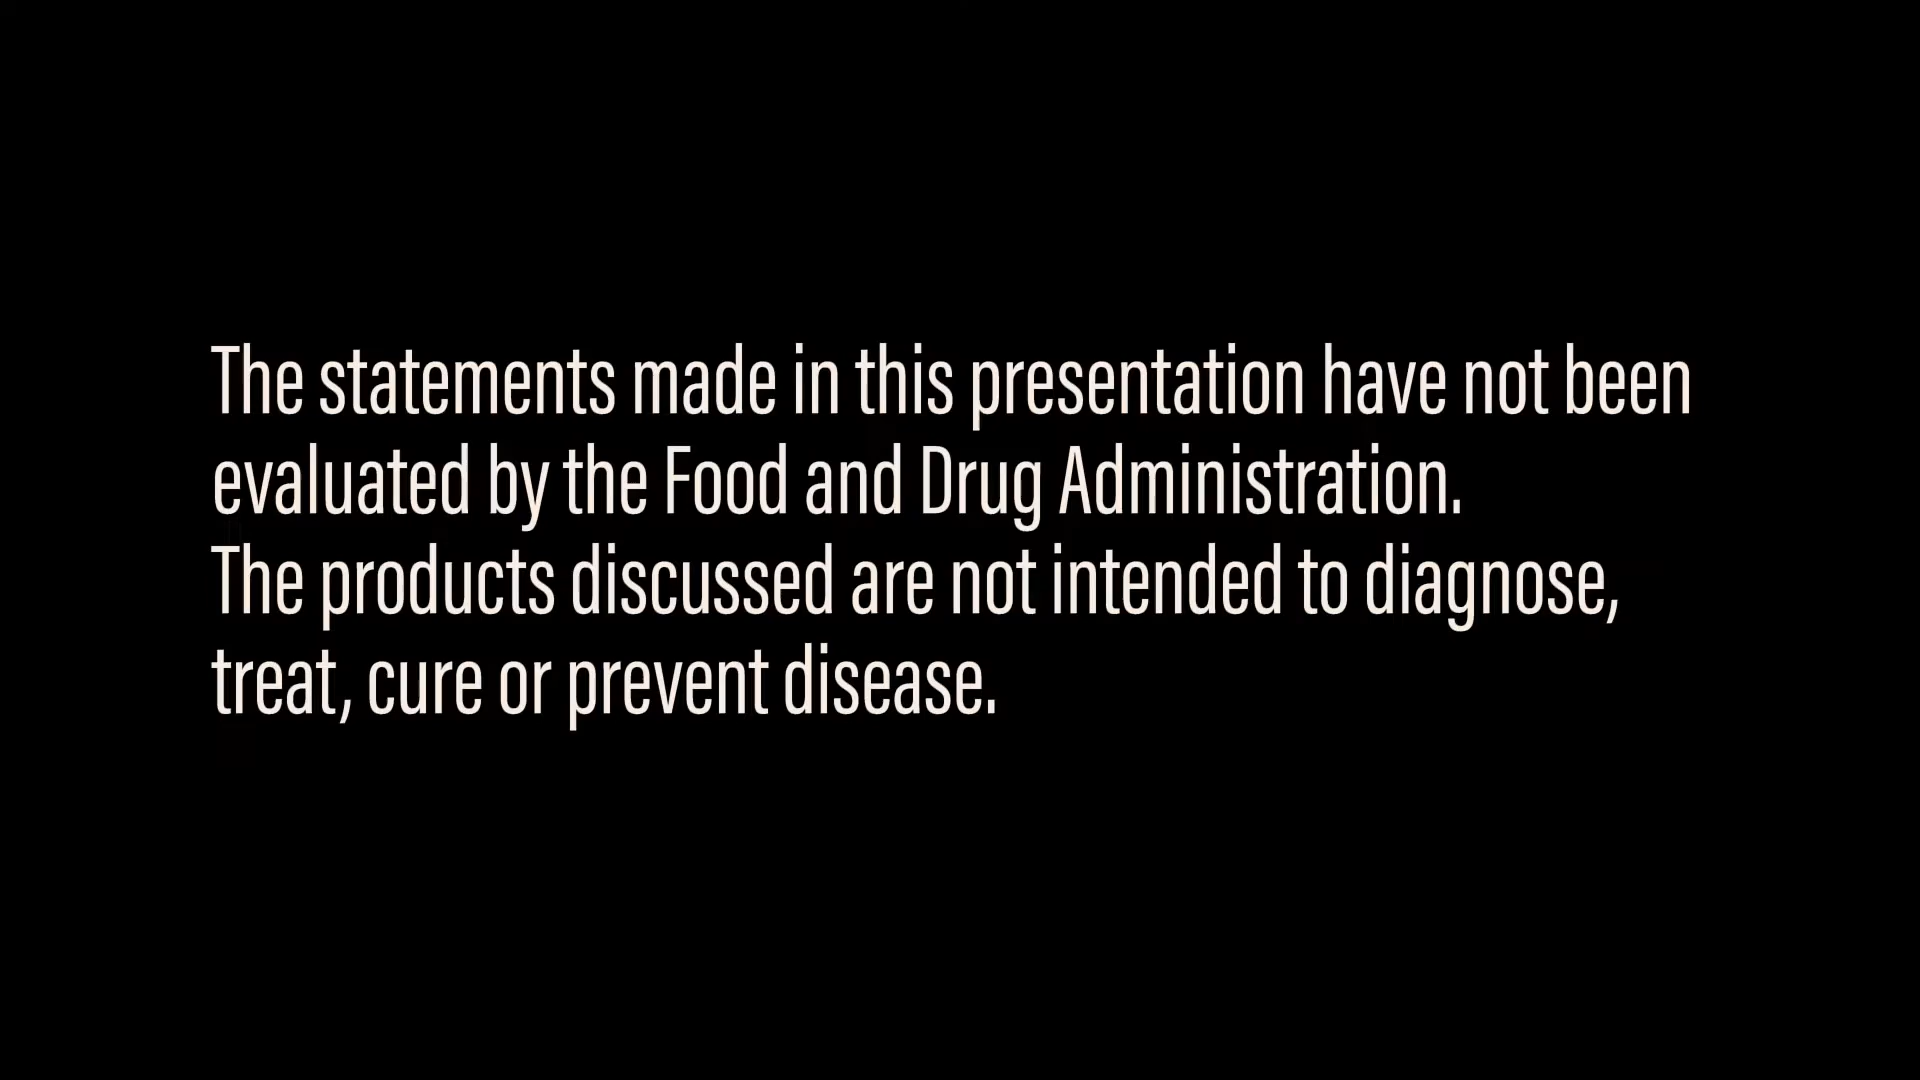 The statements made in this presentation have not been
evaluated by the Food and Drug Administration.
The products discussed are not intended to diagnose,
treat, cure or prevent disease.